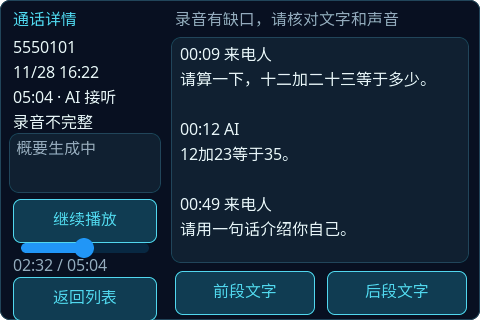 通话详情
5550101
11/28 16:22
05:04 · AI 接听
录音不完整
概要生成中
继续播放
02:32 / 05:04
返回列表
录音有缺口，请核对文字和声音
00:09 来电人
请算一下，十二加二十三等于多少。
00:12 AI
12加23等于35。
00:49 来电人
请用一句话介绍你自己。
前段文字
后段文字